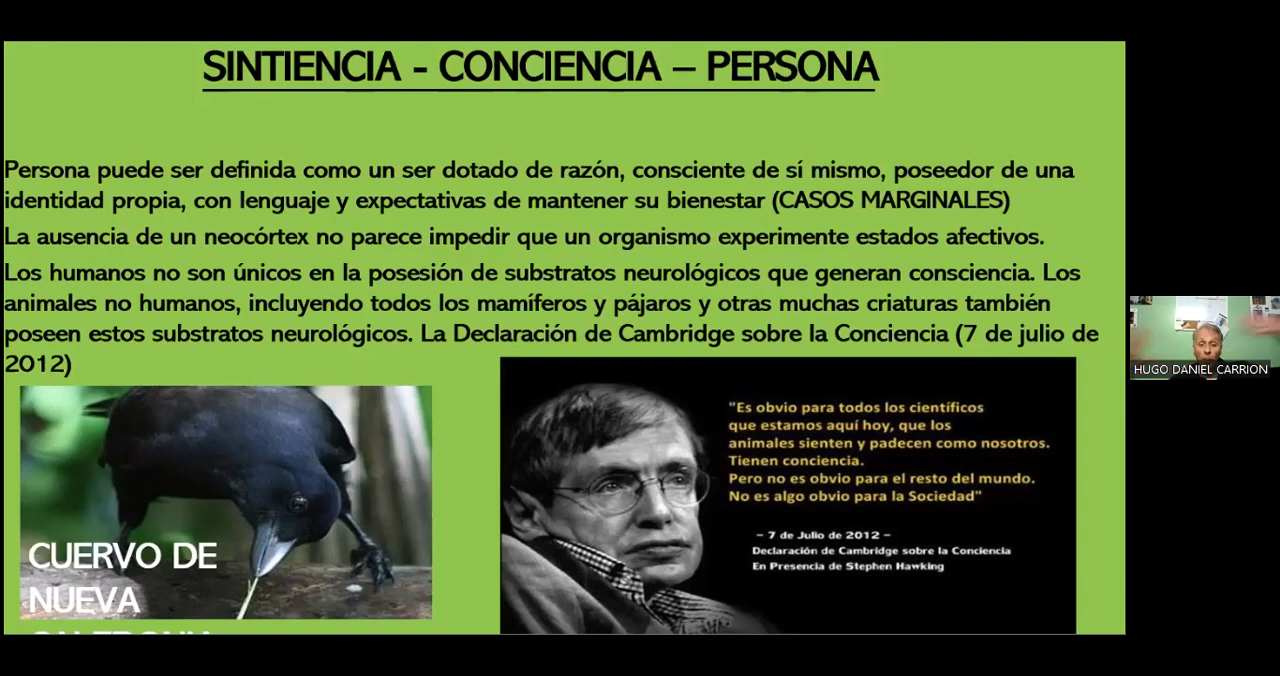 SINTIENCIA - CONCIENCIA – PERSONA
Persona puede ser definida como un ser dotado de razón, consciente de sí mismo, poseedor de una
identidad propia, con lenguaje y expectativas de mantener su bienestar (CASOS MARGINALES)
La ausencia de un neocórtex no parece impedir que un organismo experimente estados afectivos.
Los humanos no son únicos en la posesión de substratos neurológicos que generan consciencia. Los
animales no humanos, incluyendo todos los mamíferos y pájaros y otras muchas criaturas también
poseen estos substratos neurológicos. La Declaración de Cambridge sobre la Conciencia (7 de julio de
2012)
CUERVO DE
NUEVA
"Es obvio para todos los científicos
que estamos aquí hoy, que los
animales sienten y padecen como nosotros.
Tienen conciencia.
Pero no es obvio para el resto del mundo.
No es algo obvio para la Sociedad"
– 7 de Julio de 2012 –
Declaración de Cambridge sobre la Conciencia
En Presencia de Stephen Hawking
HUGO DANIEL CARRION